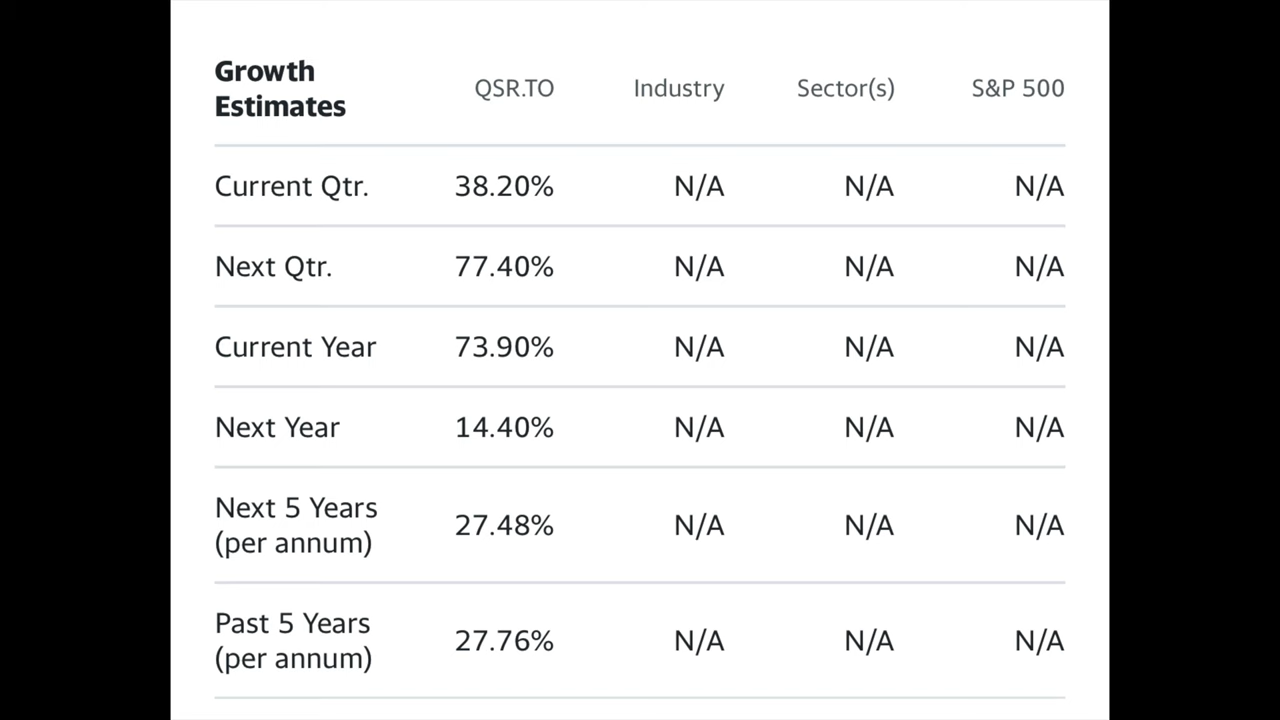 Growth
Estimates QSR.TO Industry Sector(s) S&P 500
Current Qtr. 38.20% N/A N/A N/A
Next Qtr. 77.40% N/A N/A N/A
Current Year 73.90% N/A N/A N/A
Next Year 14.40% N/A N/A N/A
Next 5 Years
(per annum) 27.48% N/A N/A N/A
Past 5 Years
(per annum) 27.76% N/A N/A N/A